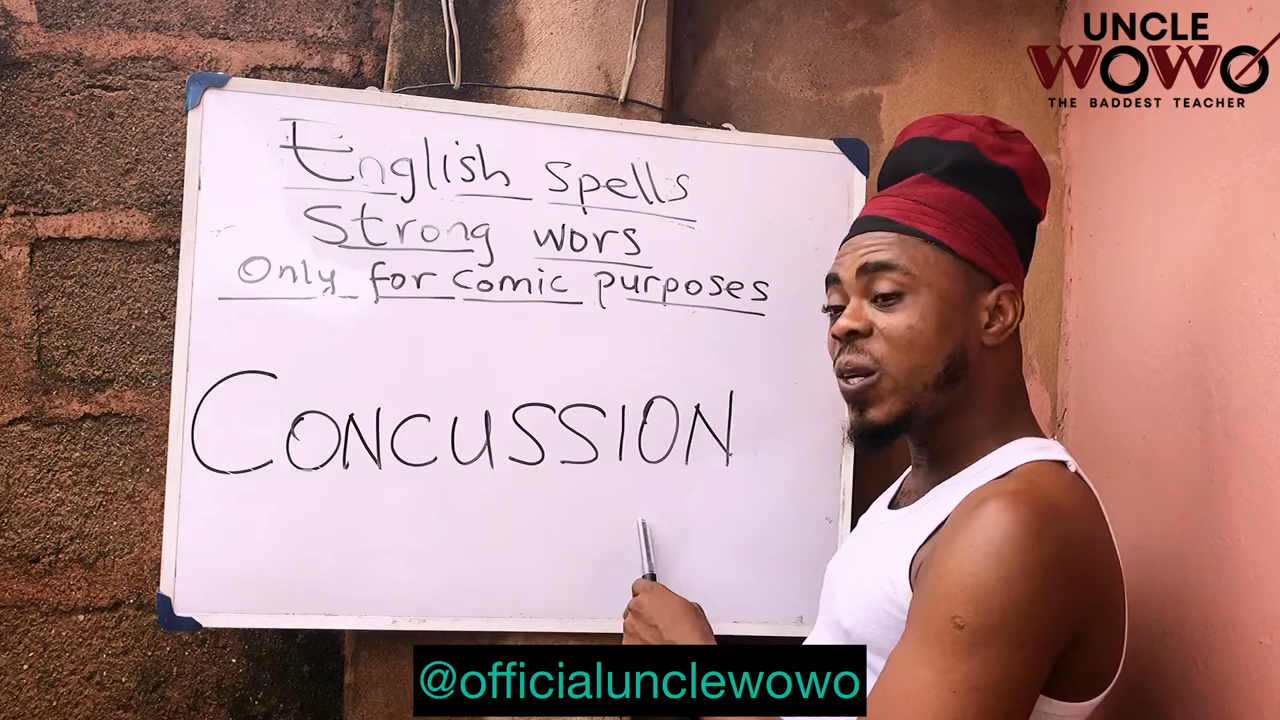 UNCLE
WOWO
THE BADDEST TEACHER
English spells
Strong wors
Only for comic purposes
CONCUSSION
@officialunclewowo